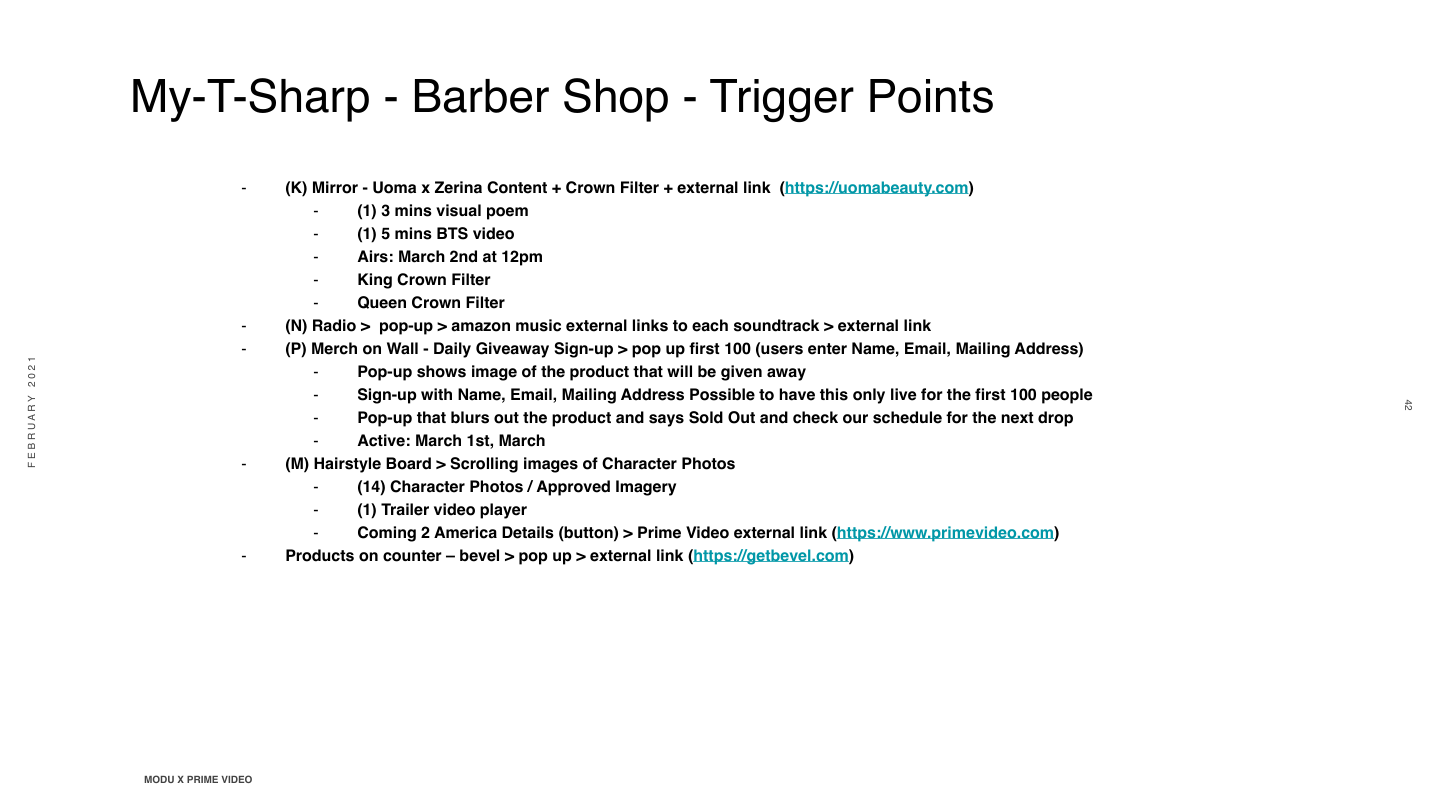 My-T-Sharp - Barber Shop - Trigger Points
- (K) Mirror - Uoma x Zerina Content + Crown Filter + external link (https://uomabeauty.com)
- (1) 3 mins visual poem
- (1) 5 mins BTS video
- Airs: March 2nd at 12pm
- King Crown Filter
- Queen Crown Filter
- (N) Radio > pop-up > amazon music external links to each soundtrack > external link
- (P) Merch on Wall - Daily Giveaway Sign-up > pop up first 100 (users enter Name, Email, Mailing Address)
- Pop-up shows image of the product that will be given away
- Sign-up with Name, Email, Mailing Address Possible to have this only live for the first 100 people
- Pop-up that blurs out the product and says Sold Out and check our schedule for the next drop
- Active: March 1st, March
- (M) Hairstyle Board > Scrolling images of Character Photos
- (14) Character Photos / Approved Imagery
- (1) Trailer video player
- Coming 2 America Details (button) > Prime Video external link (https://www.primevideo.com)
- Products on counter – bevel > pop up > external link (https://getbevel.com)
FEBRUARY 2021
42
MODU X PRIME VIDEO